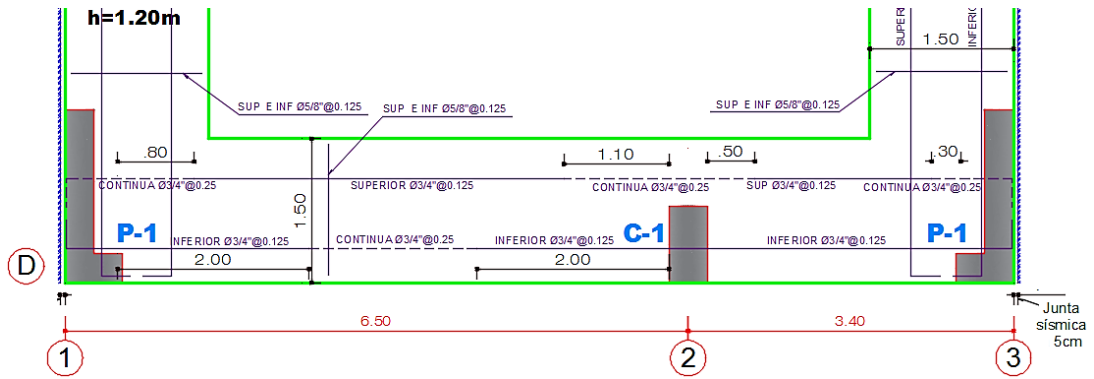 h=1.20m
SUPERI
INFERIO
1.50
SUP E INF Ø5/8"@0.125
SUP E INF Ø5/8"@0.125
SUP E INF Ø5/8"@0.125
.80
1.10
.50
.30
CONTINUA Ø3/4"@0.25
SUPERIOR Ø3/4"@0.125
CONTINUA Ø3/4"@0.25
SUP Ø3/4"@0.125
CONTINUA Ø3/4"@0.25
1.50
P-1
INFERIOR Ø3/4"@0.125
CONTINUA Ø3/4"@0.25
INFERIOR Ø3/4"@0.125
C-1
INFERIOR Ø3/4"@0.125
P-1
D
2.00
2.00
Junta
sísmica
5cm
6.50
3.40
1
2
3